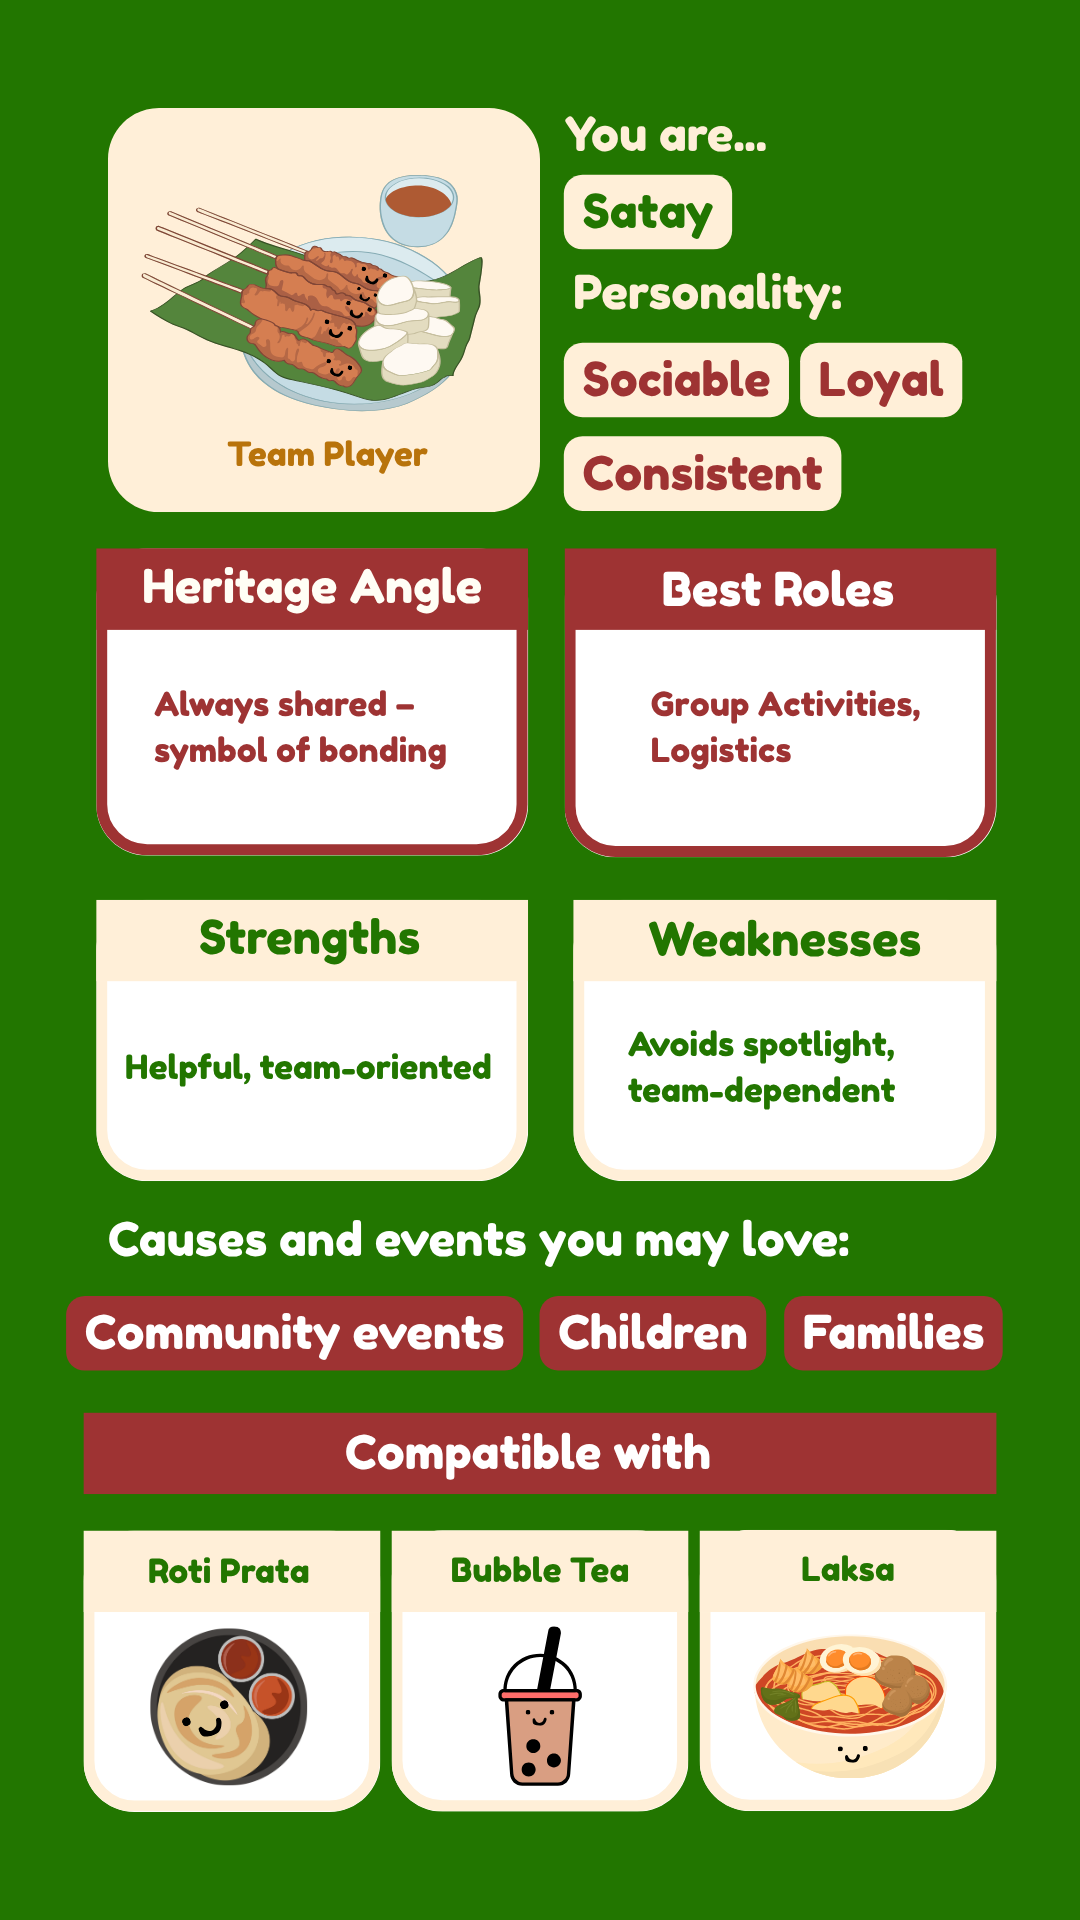 You are...
Satay
Personality:
Sociable
Loyal
Consistent
Team Player
Heritage Angle
Always shared –
symbol of bonding
Best Roles
Group Activities,
Logistics
Strengths
Helpful, team-oriented
Weaknesses
Avoids spotlight,
team-dependent
Causes and events you may love:
Community events
Children
Families
Compatible with
Roti Prata
Bubble Tea
Laksa